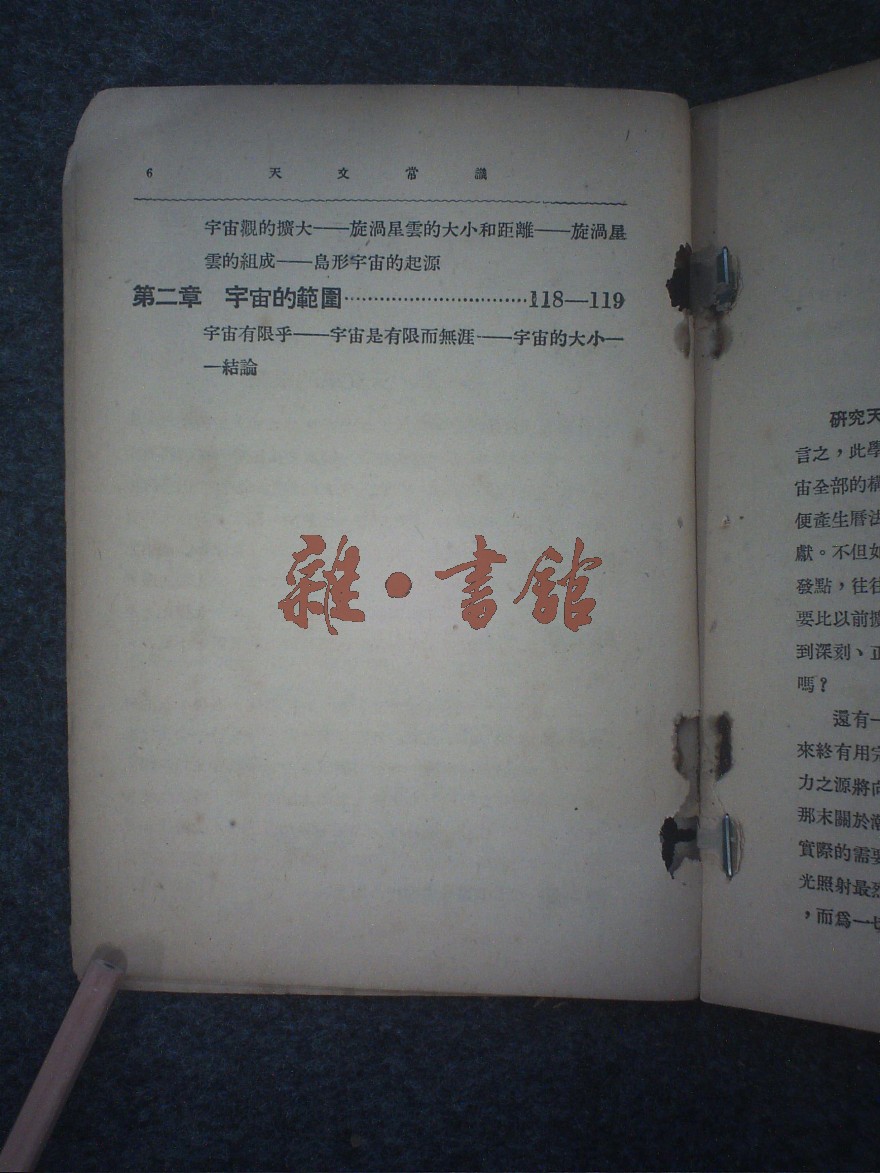 6 天文常識
宇宙觀的擴大——旋渦星雲的大小和距離——旋渦星
雲的組成——島形宇宙的起源
第二章 宇宙的範圍······························118—119
宇宙有限乎——宇宙是有限而無涯——宇宙的大小—
—結論
雜·書館
研究天
言之，此學
宙全部的構
便產生曆法
獻。不但如
發點，往往
要比以前擴
到深刻、正
嗎？
還有一
來終有用完
力之源將向
那末關於潮
實際的需要
光照射最烈
，而爲一切